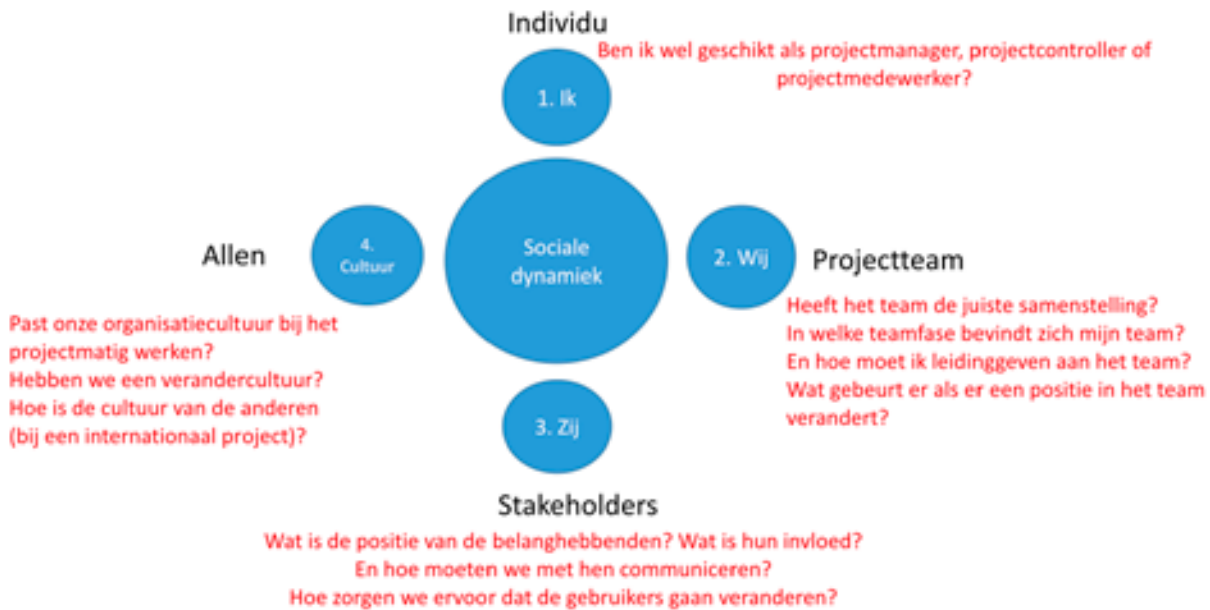 Individu
Ben ik wel geschikt als projectmanager, projectcontroller of
projectmedewerker?
1. Ik
Allen
4.
Cultuur
Sociale
dynamiek
2. Wij
Projectteam
Past onze organisatiecultuur bij het
projectmatig werken?
Hebben we een verandercultuur?
Hoe is de cultuur van de anderen
(bij een internationaal project)?
Heeft het team de juiste samenstelling?
In welke teamfase bevindt zich mijn team?
En hoe moet ik leidinggeven aan het team?
Wat gebeurt er als er een positie in het team
verandert?
3. Zij
Stakeholders
Wat is de positie van de belanghebbenden? Wat is hun invloed?
En hoe moeten we met hen communiceren?
Hoe zorgen we ervoor dat de gebruikers gaan veranderen?